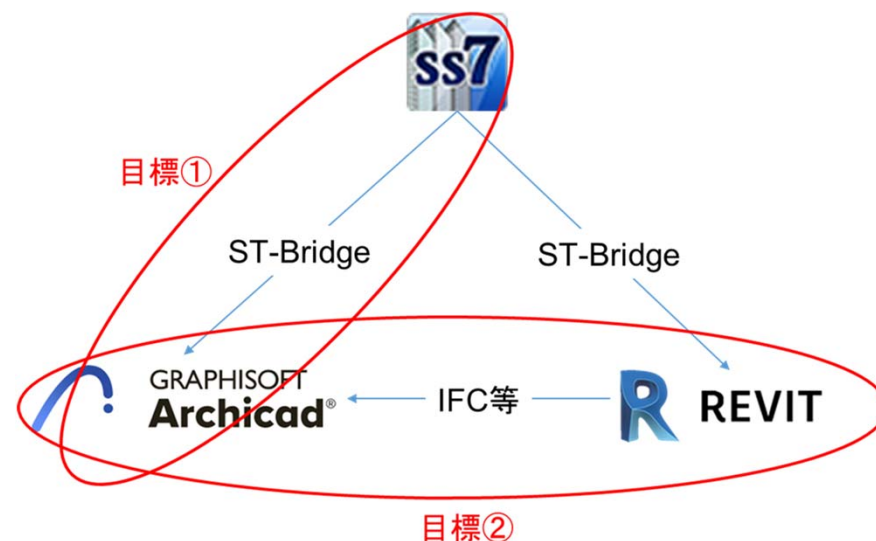 ss7
目標①
ST-Bridge
ST-Bridge
GRAPHISOFT
Archicad®
IFC等
R REVIT
目標②